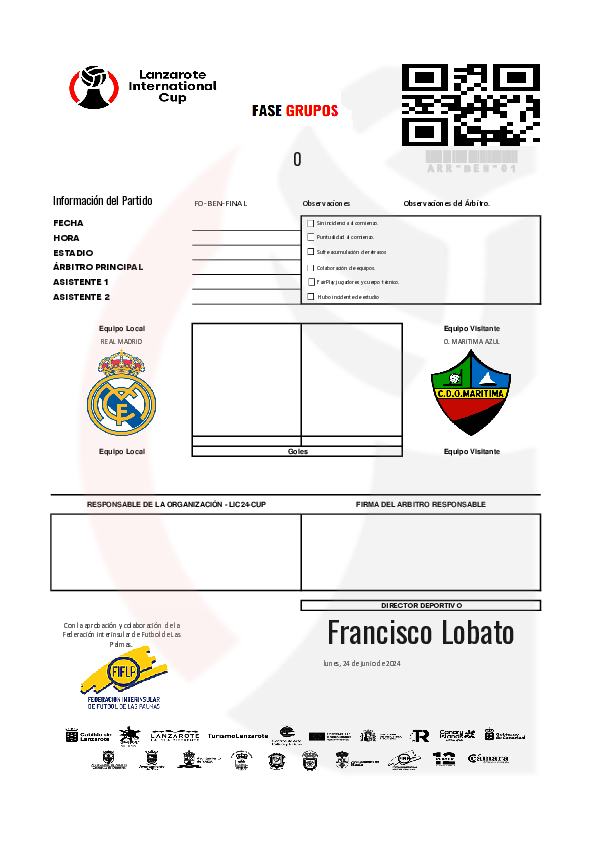 Lanzarote
International
Cup
FASE GRUPOS
0
ARR*BEN*01
Información del Partido
FO-BEN-FINAL
Observaciones
Observaciones del Árbitro.
FECHA
Sin incidencia al comienzo.
HORA
Puntualidad al comienzo.
ESTADIO
Sufre acumulación de retrasos
ÁRBITRO PRINCIPAL
Colaboración de equipos.
ASISTENTE 1
FairPlay jugadores y cuerpo técnico.
ASISTENTE 2
Hubo incidente de estudio
Equipo Local
Equipo Visitante
REAL MADRID
O. MARITIMA AZUL
C.D.O.MARITIMA
Equipo Local
Goles
Equipo Visitante
RESPONSABLE DE LA ORGANIZACIÓN - LIC24-CUP
FIRMA DEL ARBITRO RESPONSABLE
DIRECTOR DEPORTIVO
Con la aprobación y colaboración de la
Federación interinsular de Futbol de Las
Palmas.
Francisco Lobato
lunes, 24 de junio de 2024
FIFLP
FEDERACIÓN INTERINSULAR
DE FÚTBOL DE LAS PALMAS
Cabildo de
Lanzarote
LANZAROTE
TurismoLanzarote
Cámara